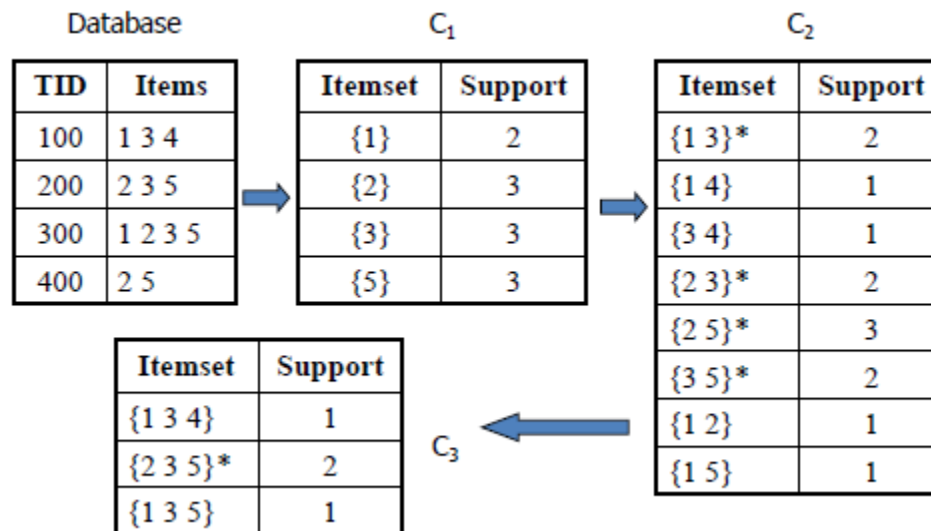 Database C₁ C₂
TID Items
100 1 3 4
200 2 3 5
300 1 2 3 5
400 2 5
Itemset Support
{1} 2
{2} 3
{3} 3
{5} 3
Itemset Support
{1 3}* 2
{1 4} 1
{3 4} 1
{2 3}* 2
{2 5}* 3
{3 5}* 2
{1 2} 1
{1 5} 1
Itemset Support
{1 3 4} 1
{2 3 5}* 2
{1 3 5} 1
C₃